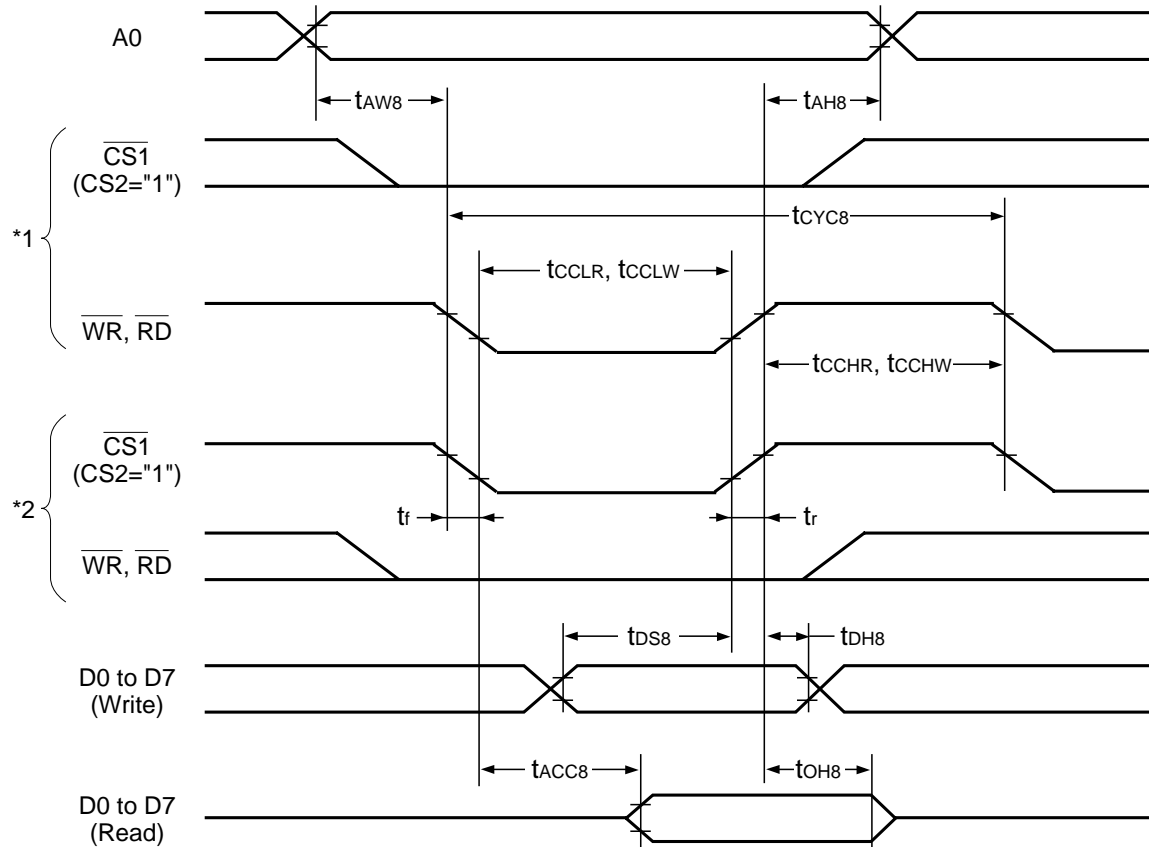 A0
tAW8
tAH8
*1
CS1
(CS2="1")
tCYC8
tCCLR, tCCLW
WR, RD
tCCHR, tCCHW
*2
CS1
(CS2="1")
tf
tr
WR, RD
tDS8
tDH8
D0 to D7
(Write)
tACC8
tOH8
D0 to D7
(Read)